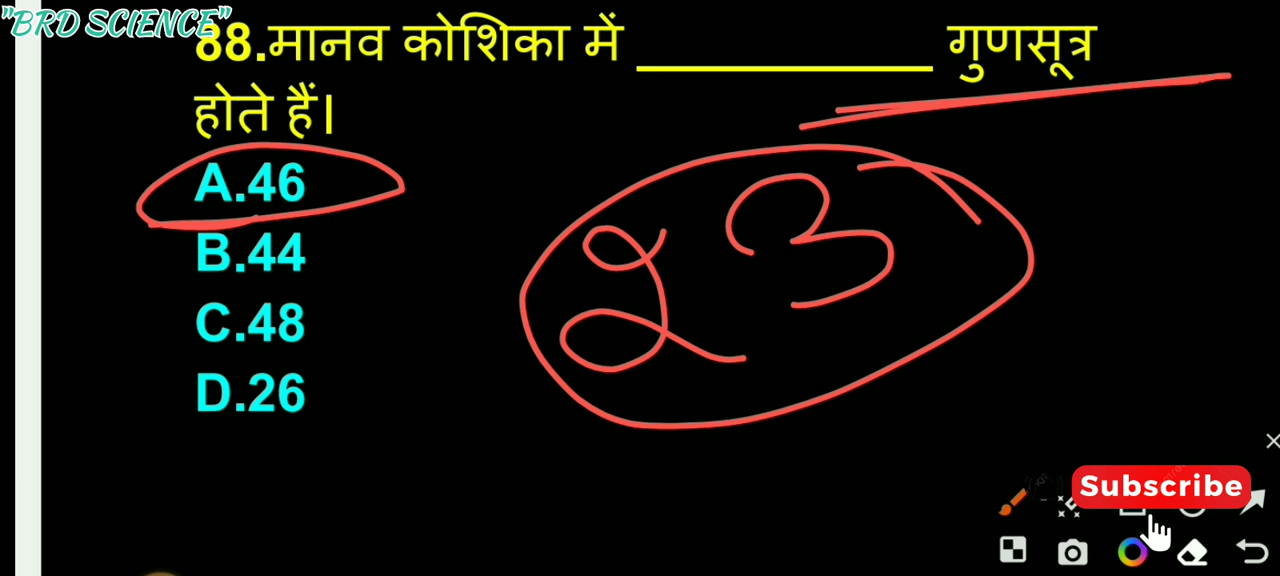 "BRD SCIENCE"
88.मानव कोशिका में ____________ गुणसूत्र
होते हैं।
A.46
B.44
C.48
D.26
23
Subscribe